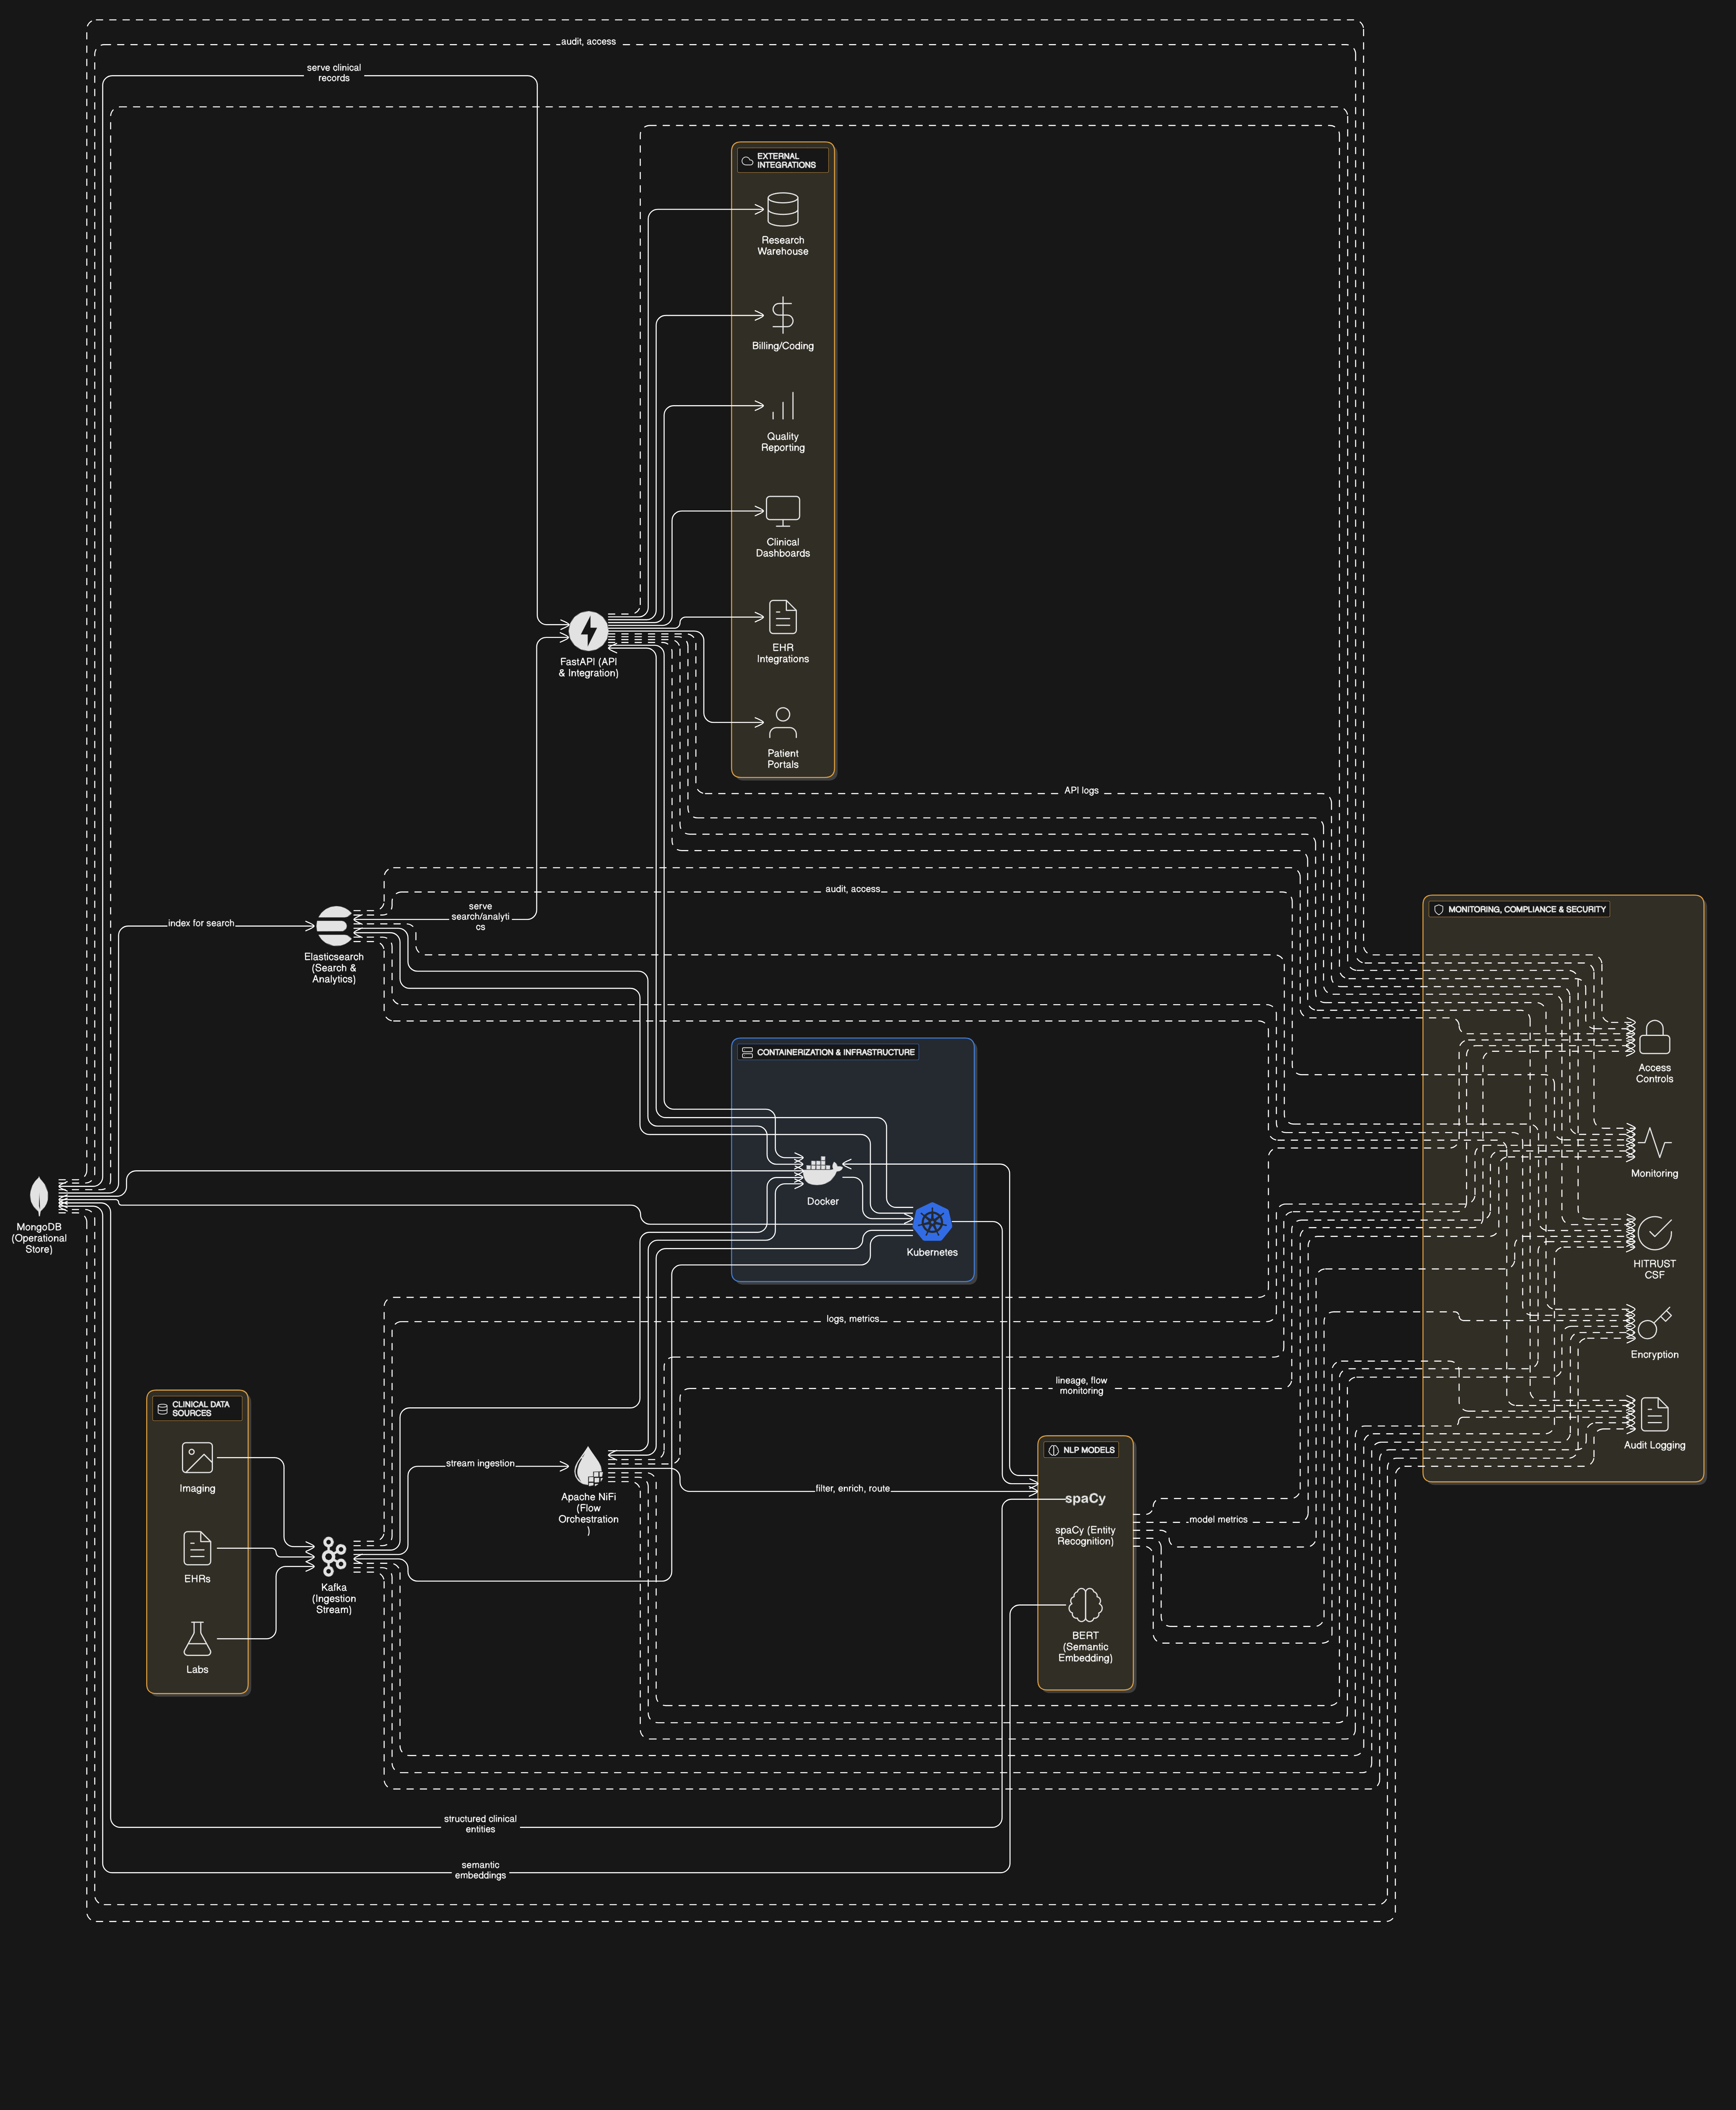 audit, access
serve clinical
records
EXTERNAL
INTEGRATIONS
Research
Warehouse
Billing/Coding
Quality
Reporting
Clinical
Dashboards
EHR
Integrations
Patient
Portals
FastAPI (API
& Integration)
API logs
audit, access
serve
search/analyti
cs
index for search
Elasticsearch
(Search &
Analytics)
MONITORING, COMPLIANCE & SECURITY
Access
Controls
Monitoring
HITRUST
CSF
Encryption
Audit Logging
CONTAINERIZATION & INFRASTRUCTURE
Docker
Kubernetes
MongoDB
(Operational
Store)
logs, metrics
lineage, flow
monitoring
CLINICAL DATA
SOURCES
Imaging
EHRs
Labs
Kafka
(Ingestion
Stream)
stream ingestion
Apache NiFi
(Flow
Orchestration
)
filter, enrich, route
NLP MODELS
spaCy
spaCy (Entity
Recognition)
BERT
(Semantic
Embedding)
model metrics
structured clinical
entities
semantic
embeddings